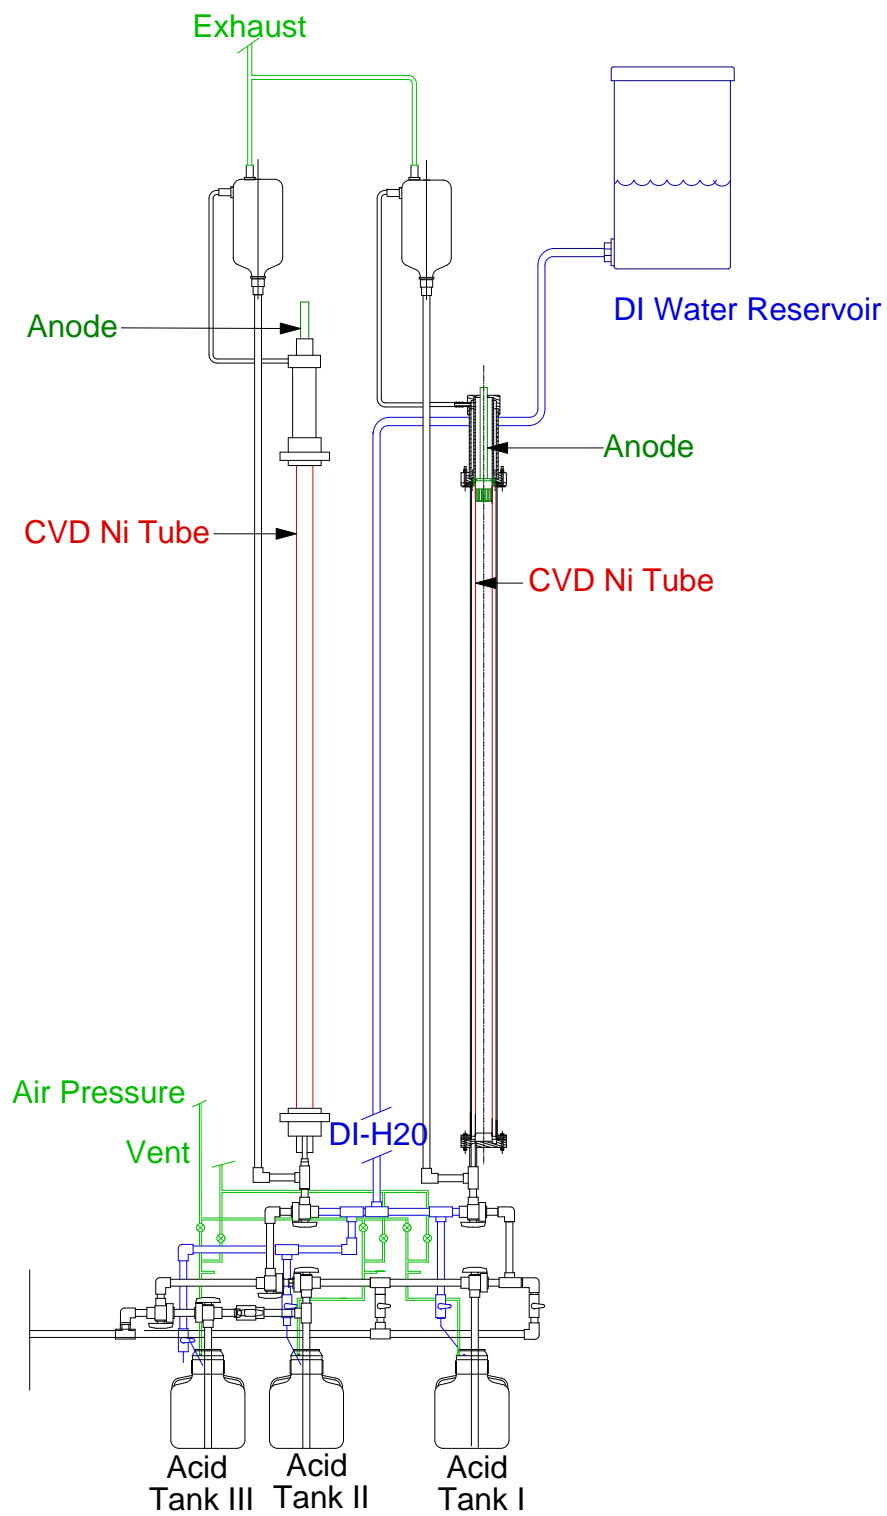 Exhaust
DI Water Reservoir
Anode
Anode
CVD Ni Tube
CVD Ni Tube
Air Pressure
DI-H20
Vent
Acid
Tank III
Acid
Tank II
Acid
Tank I